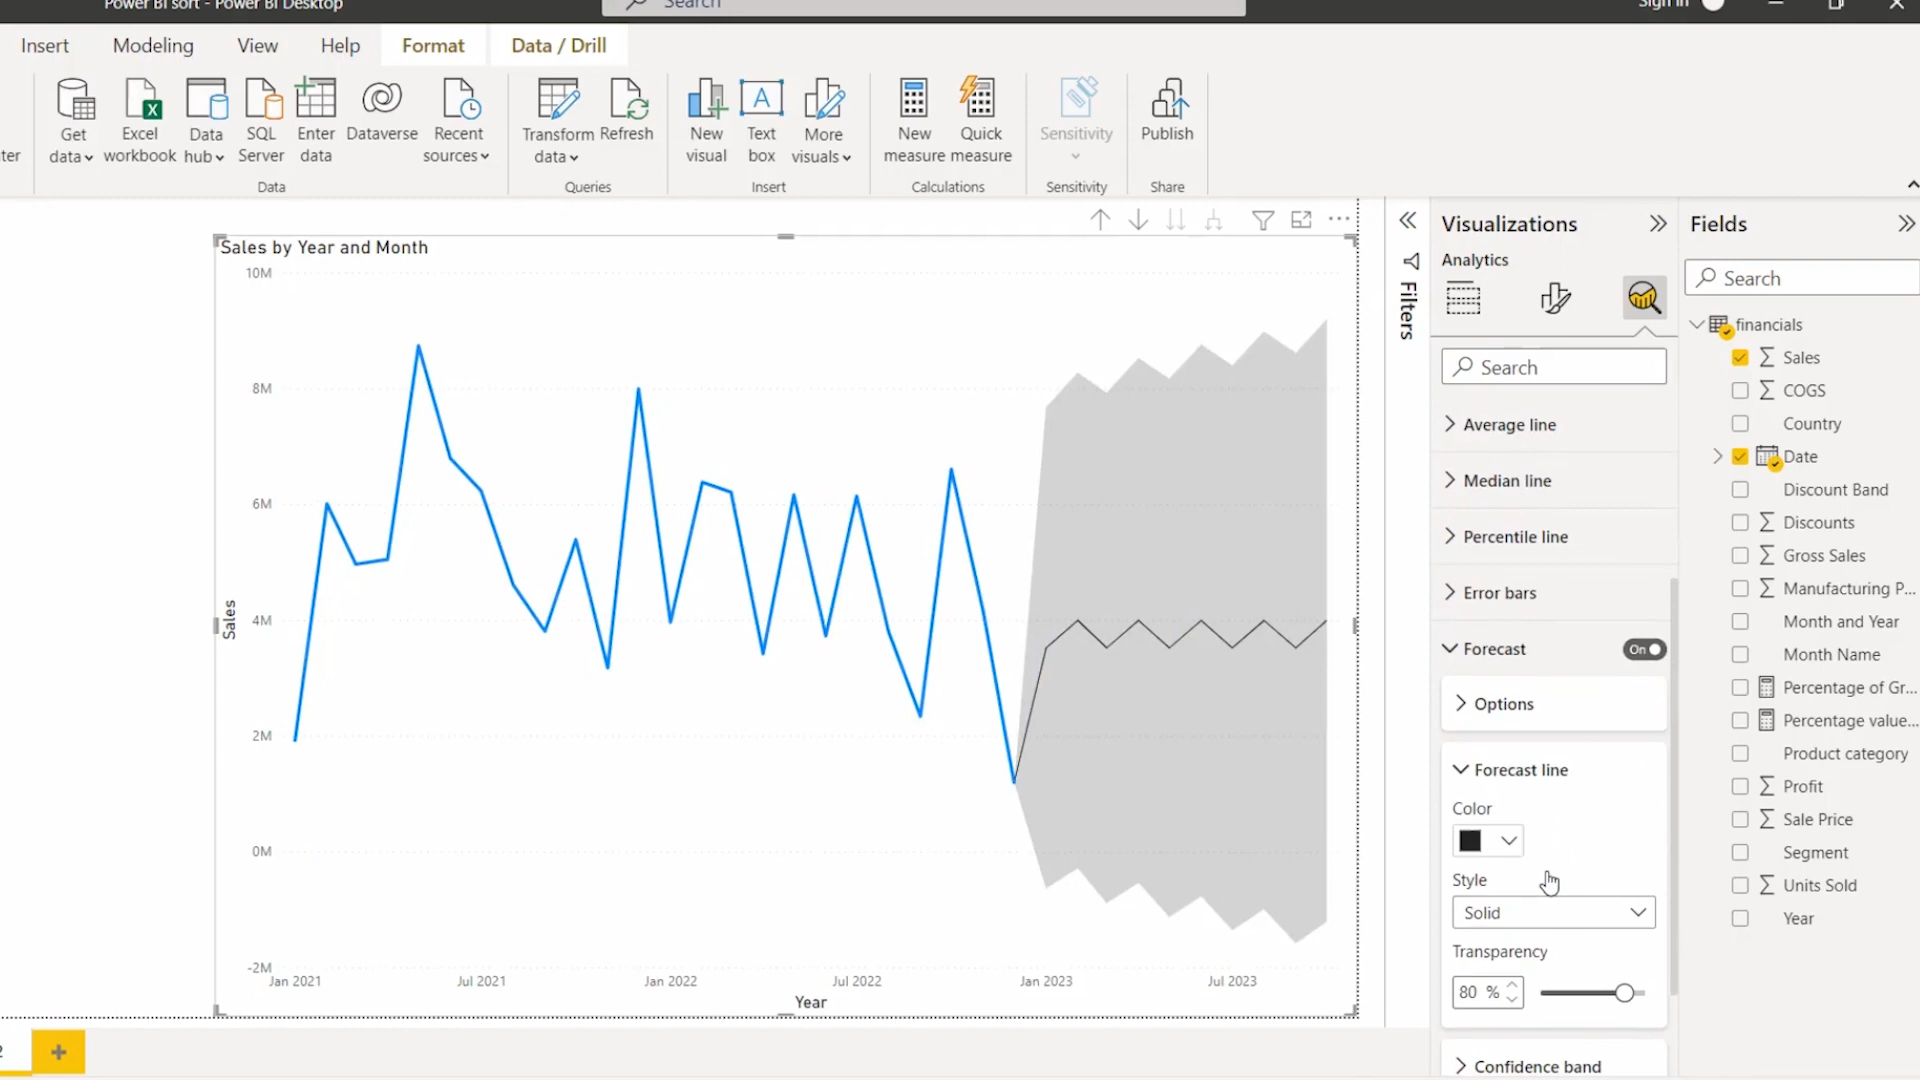 Power BI sort - Power BI Desktop
Search
Sign in
Insert
Modeling
View
Help
Format
Data / Drill
ter
Get data
Excel workbook
Data hub
SQL Server
Enter data
Dataverse
Recent sources
Transform data
Refresh
New visual
Text box
More visuals
New measure
Quick measure
Sensitivity
Publish
Data
Queries
Insert
Calculations
Sensitivity
Share
Sales by Year and Month
10M
8M
6M
4M
2M
0M
-2M
Sales
Jan 2021
Jul 2021
Jan 2022
Jul 2022
Jan 2023
Jul 2023
Year
Filters
Visualizations
Analytics
Search
Average line
Median line
Percentile line
Error bars
Forecast
On
Options
Forecast line
Color
Style
Solid
Transparency
80 %
Confidence band
Fields
Search
financials
Sales
COGS
Country
Date
Discount Band
Discounts
Gross Sales
Manufacturing P...
Month and Year
Month Name
Percentage of Gr...
Percentage value...
Product category
Profit
Sale Price
Segment
Units Sold
Year
2